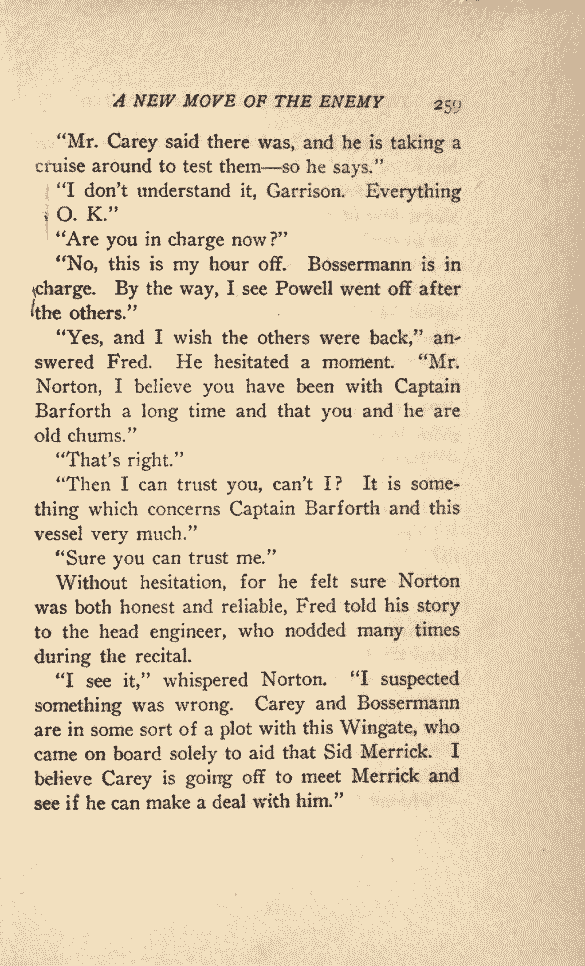 A NEW MOVE OF THE ENEMY 259
"Mr. Carey said there was, and he is taking a
cruise around to test them—so he says."
"I don't understand it, Garrison. Everything
O. K."
"Are you in charge now?"
"No, this is my hour off. Bossermann is in
charge. By the way, I see Powell went off after
the others."
"Yes, and I wish the others were back," an-
swered Fred. He hesitated a moment. "Mr.
Norton, I believe you have been with Captain
Barforth a long time and that you and he are
old chums."
"That's right."
"Then I can trust you, can't I? It is some-
thing which concerns Captain Barforth and this
vessel very much."
"Sure you can trust me."
Without hesitation, for he felt sure Norton
was both honest and reliable, Fred told his story
to the head engineer, who nodded many times
during the recital.
"I see it," whispered Norton. "I suspected
something was wrong. Carey and Bossermann
are in some sort of a plot with this Wingate, who
came on board solely to aid that Sid Merrick. I
believe Carey is going off to meet Merrick and
see if he can make a deal with him."